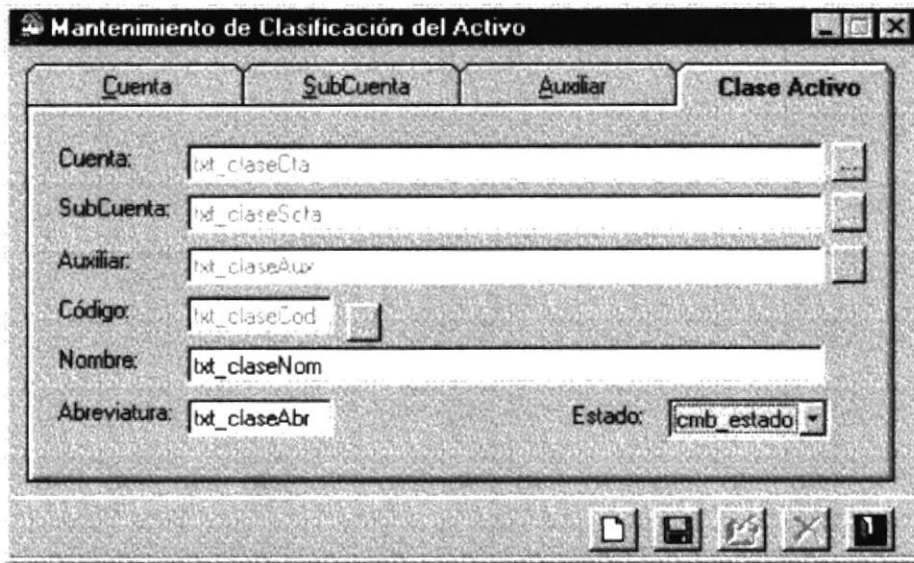 Mantenimiento de Clasificación del Activo
Cuenta SubCuenta Auxiliar Clase Activo
Cuenta: txt_claseCta ...
SubCuenta: txt_claseScta
Auxiliar: txt_claseAux
Código: txt_claseCod
Nombre: txt_claseNom
Abreviatura: txt_claseAbr Estado: cmb_estado